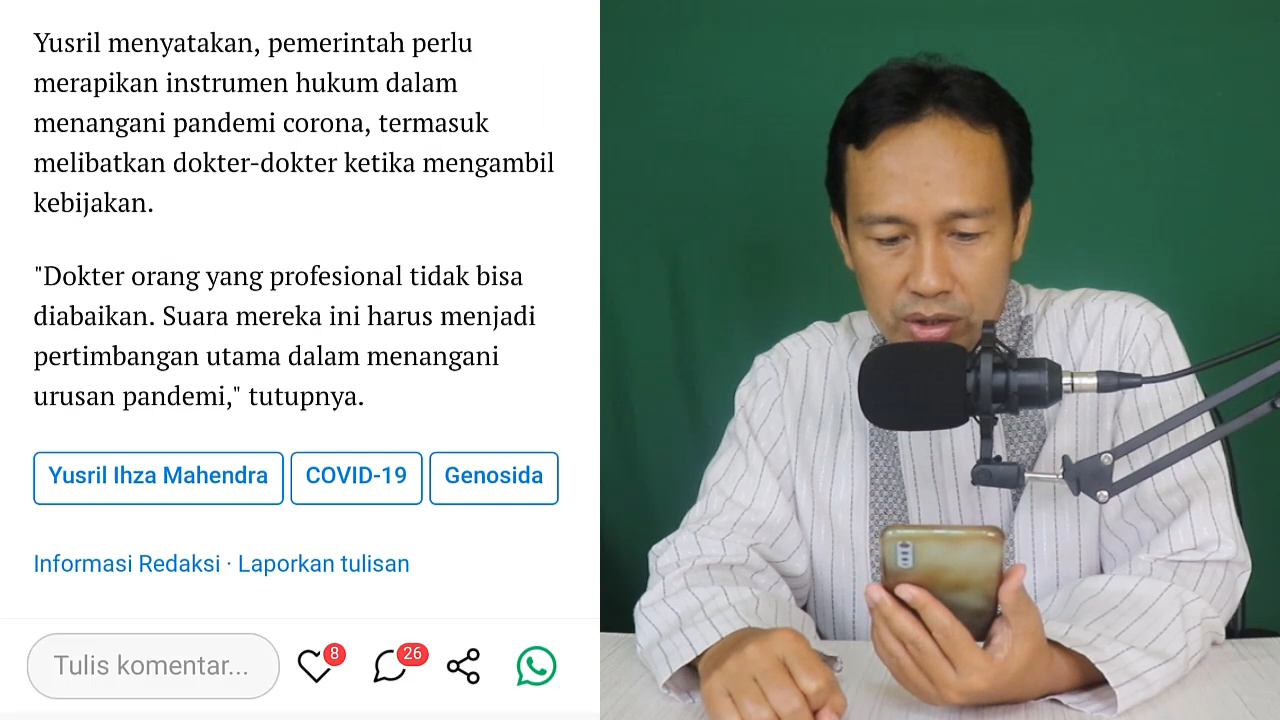 Yusril menyatakan, pemerintah perlu
merapikan instrumen hukum dalam
menangani pandemi corona, termasuk
melibatkan dokter-dokter ketika mengambil
kebijakan.
"Dokter orang yang profesional tidak bisa
diabaikan. Suara mereka ini harus menjadi
pertimbangan utama dalam menangani
urusan pandemi," tutupnya.
Yusril Ihza Mahendra COVID-19 Genosida
Informasi Redaksi · Laporkan tulisan
Tulis komentar... 8 26